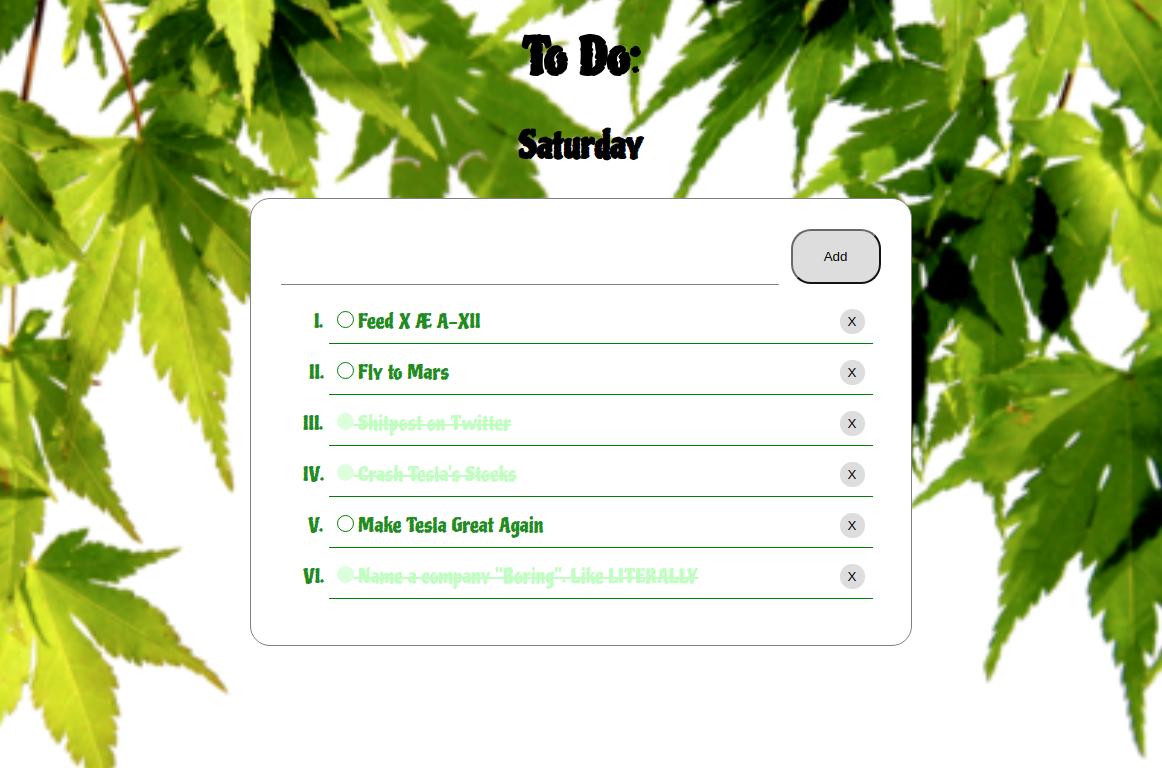 To Do:
Saturday
Add
I. Feed X Æ A-XII X
II. Fly to Mars X
III. Shitpost on Twitter X
IV. Crash Tesla's Stocks X
V. Make Tesla Great Again X
VI. Name a company "Boring". Like LITERALLY X